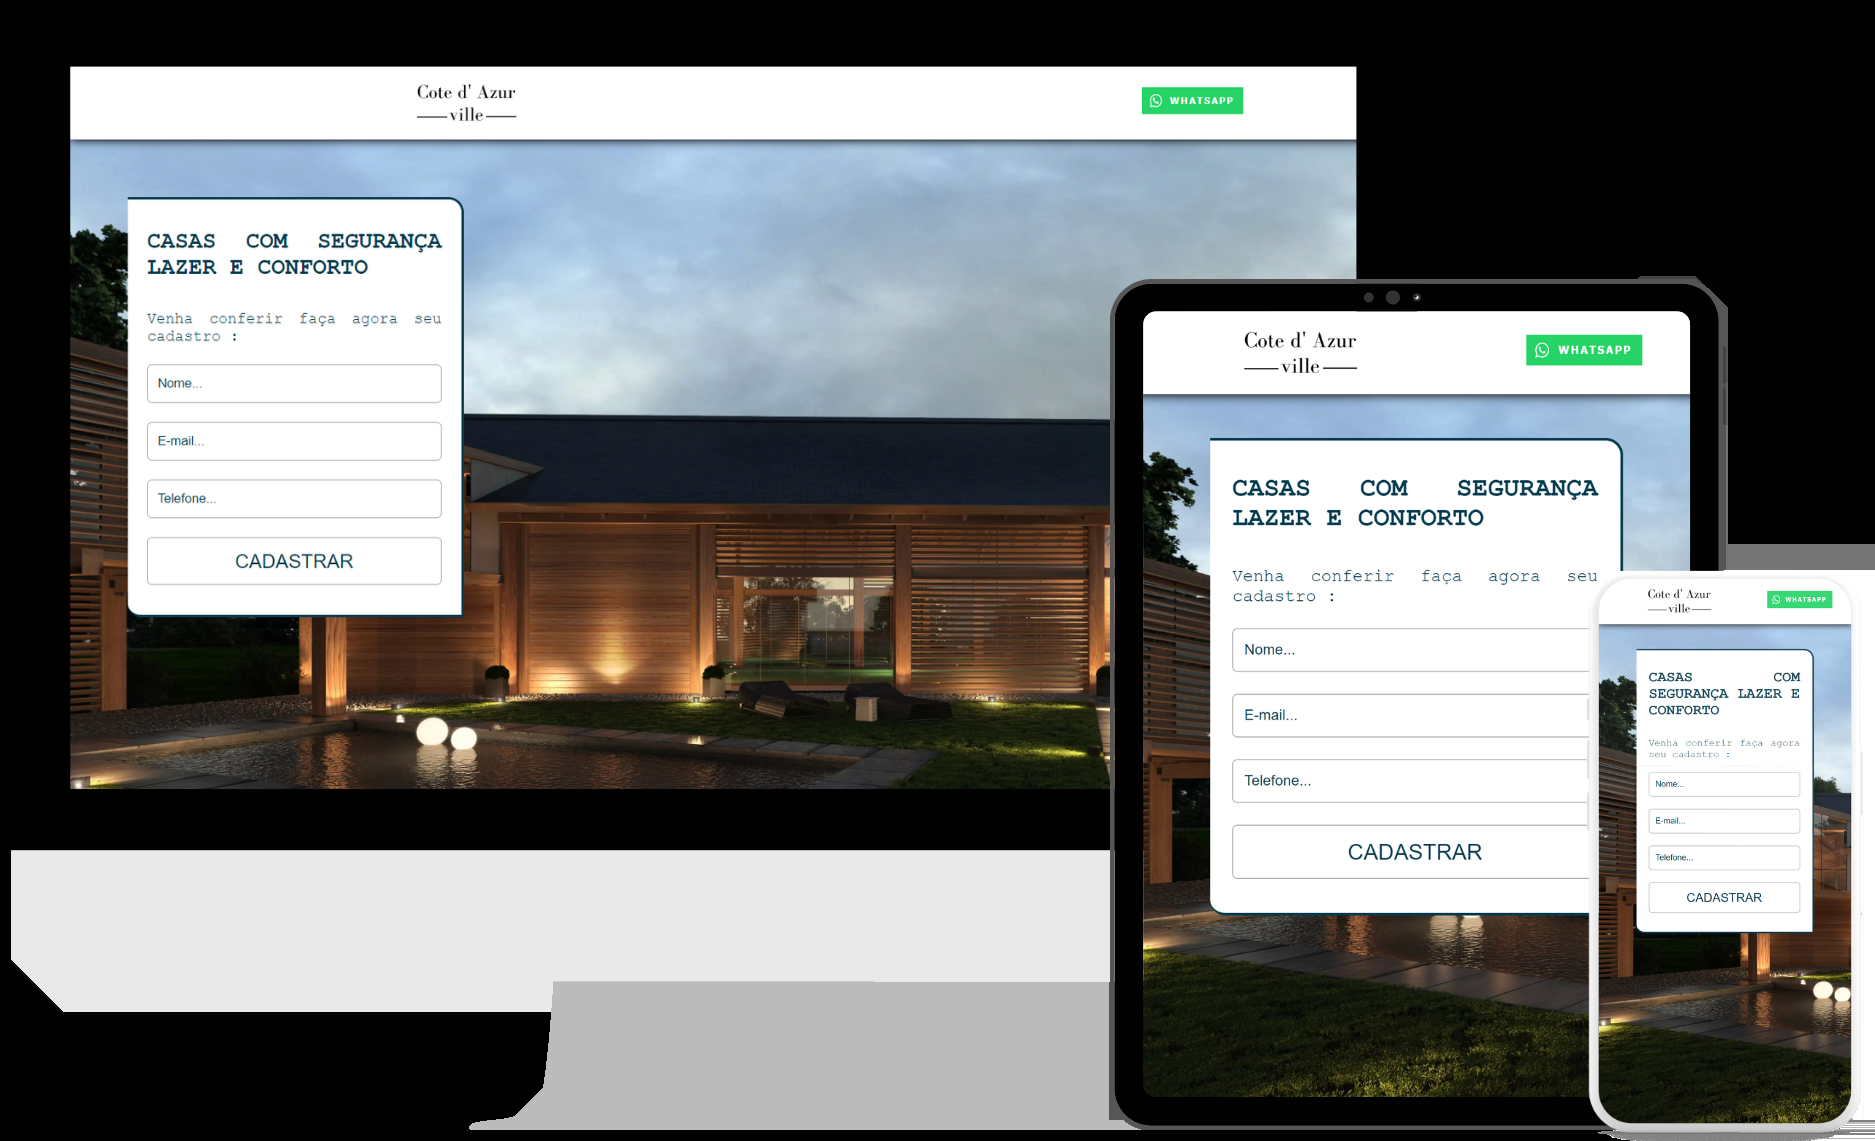 Cote d' Azur
ville
WHATSAPP
CASAS COM SEGURANÇA
LAZER E CONFORTO
Venha conferir faça agora seu
cadastro :
Nome...
E-mail...
Telefone...
CADASTRAR
Cote d' Azur
ville
WHATSAPP
CASAS COM SEGURANÇA
LAZER E CONFORTO
Venha conferir faça agora seu
cadastro :
Nome...
E-mail...
Telefone...
CADASTRAR
Cote d' Azur
ville
WHATSAPP
CASAS COM
SEGURANÇA LAZER E
CONFORTO
Venha conferir faça agora
seu cadastro :
Nome...
E-mail...
Telefone...
CADASTRAR